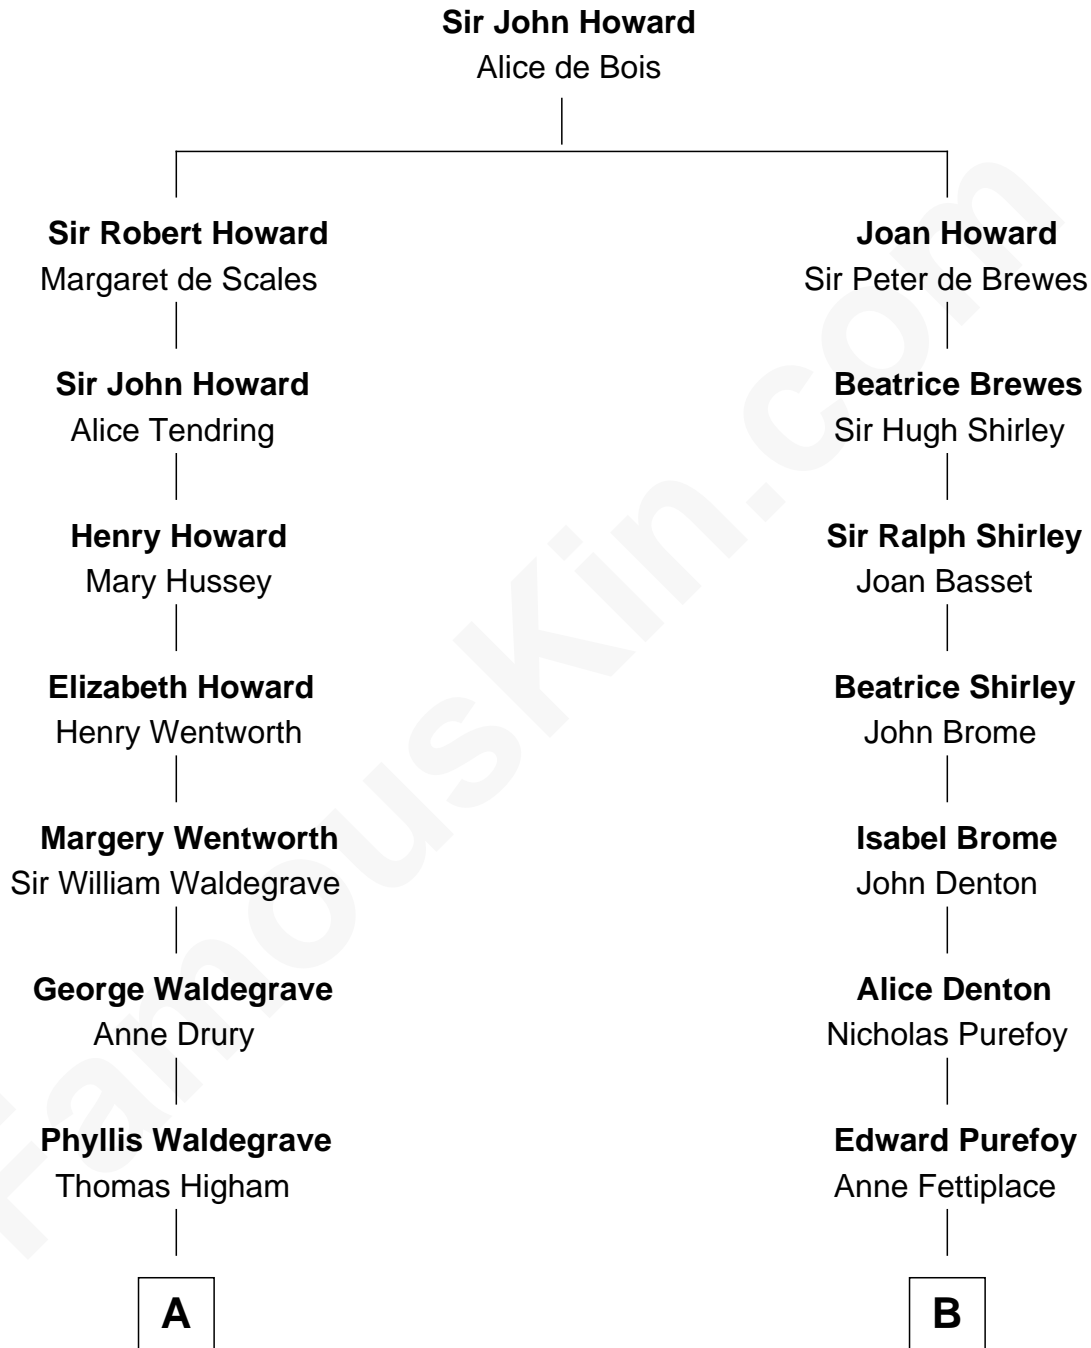 Sir John Howard
Alice de Bois
Sir Robert Howard
Margaret de Scales
Joan Howard
Sir Peter de Brewes
Sir John Howard
Alice Tendring
Beatrice Brewes
Sir Hugh Shirley
Henry Howard
Mary Hussey
Sir Ralph Shirley
Joan Basset
Elizabeth Howard
Henry Wentworth
Beatrice Shirley
John Brome
Margery Wentworth
Sir William Waldegrave
Isabel Brome
John Denton
George Waldegrave
Anne Drury
Alice Denton
Nicholas Purefoy
Phyllis Waldegrave
Thomas Higham
Edward Purefoy
Anne Fettiplace
A
B
FamousKin.com